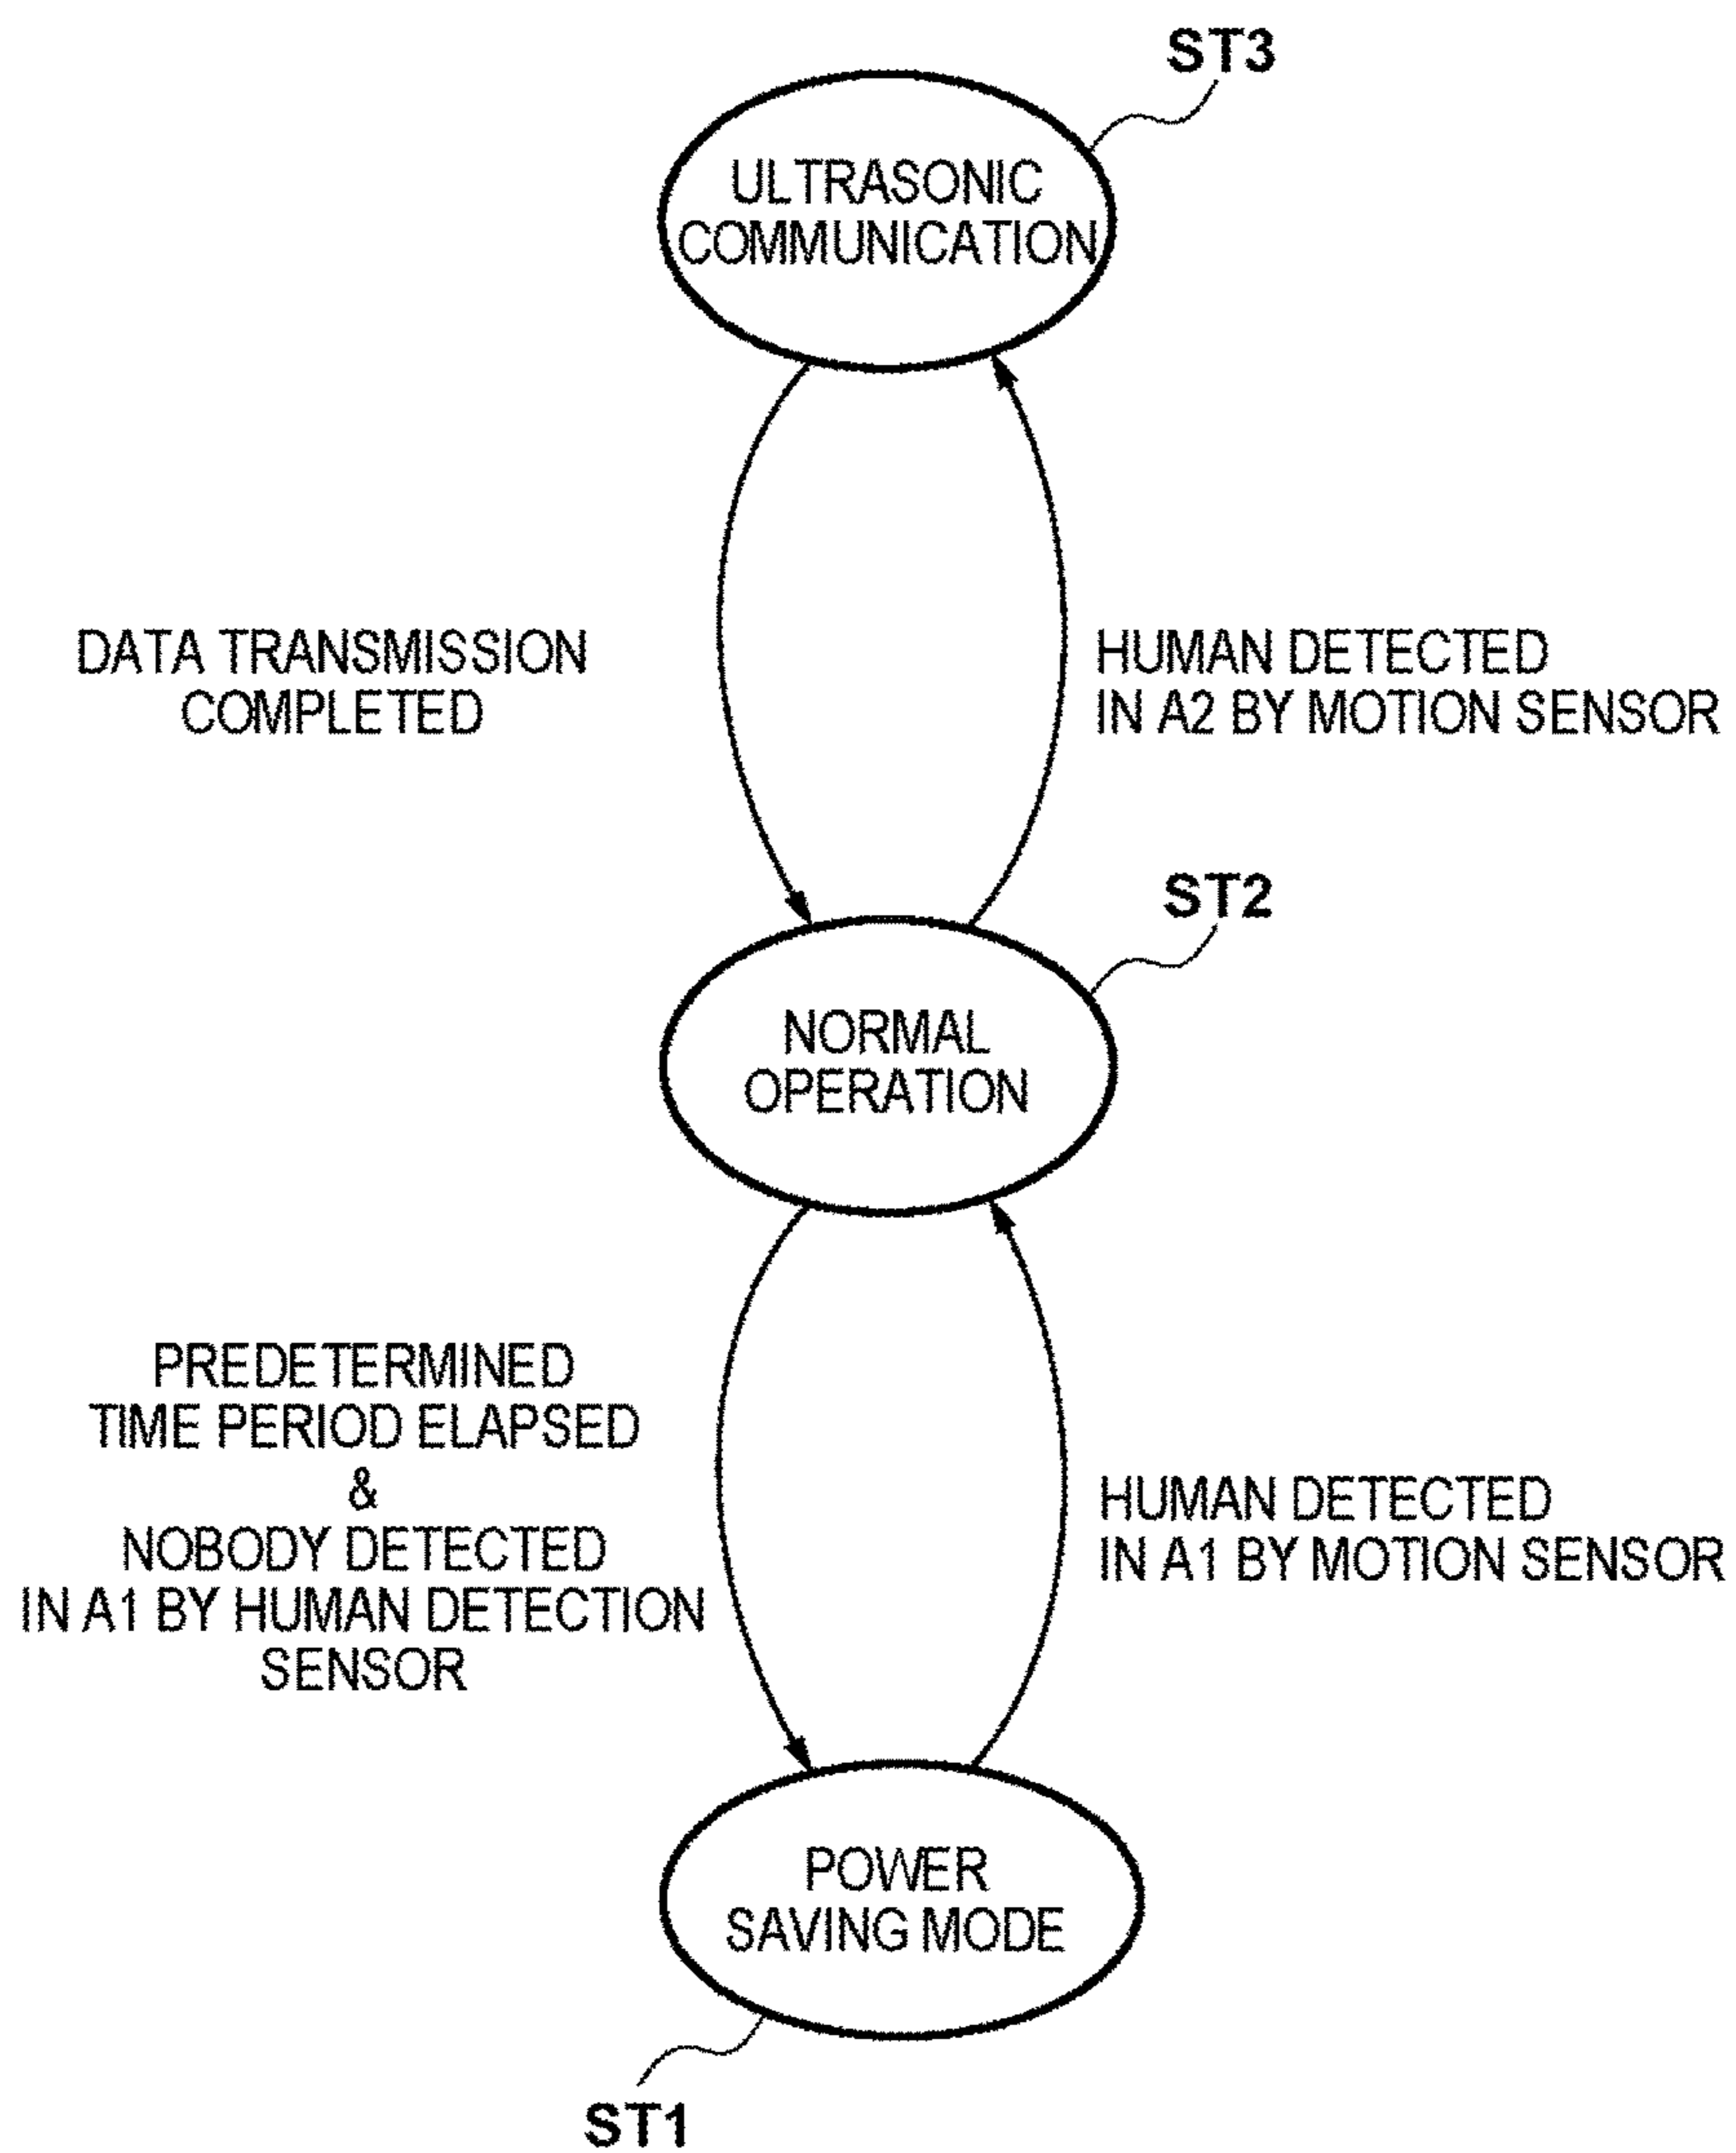 ST3
ULTRASONIC
COMMUNICATION
DATA TRANSMISSION
COMPLETED
HUMAN DETECTED
IN A2 BY MOTION SENSOR
ST2
NORMAL
OPERATION
PREDETERMINED
TIME PERIOD ELAPSED
&
NOBODY DETECTED
IN A1 BY HUMAN DETECTION
SENSOR
HUMAN DETECTED
IN A1 BY MOTION SENSOR
POWER
SAVING MODE
ST1